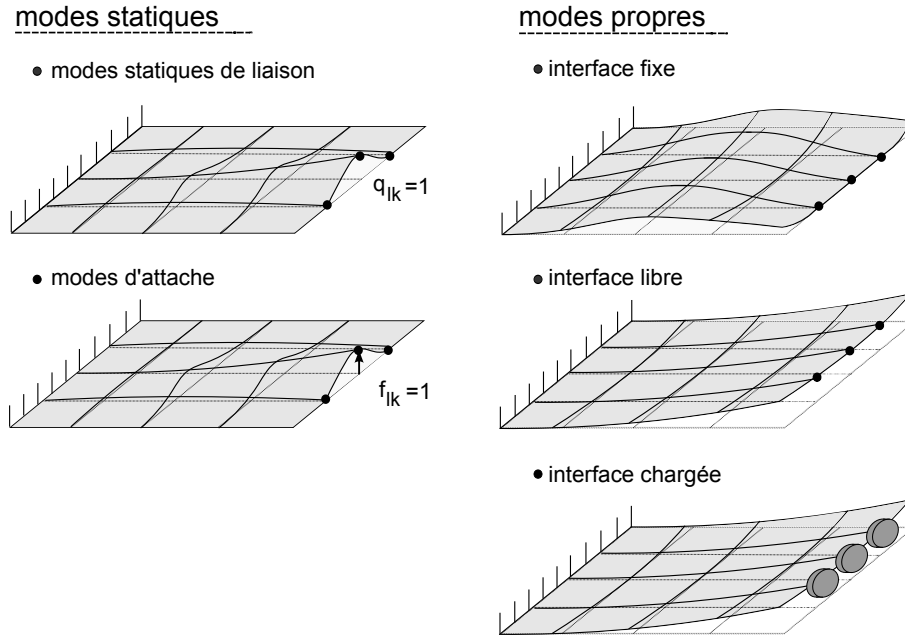 modes statiques
• modes statiques de liaison
q_lk =1
• modes d'attache
f_lk =1
modes propres
• interface fixe
• interface libre
• interface chargée